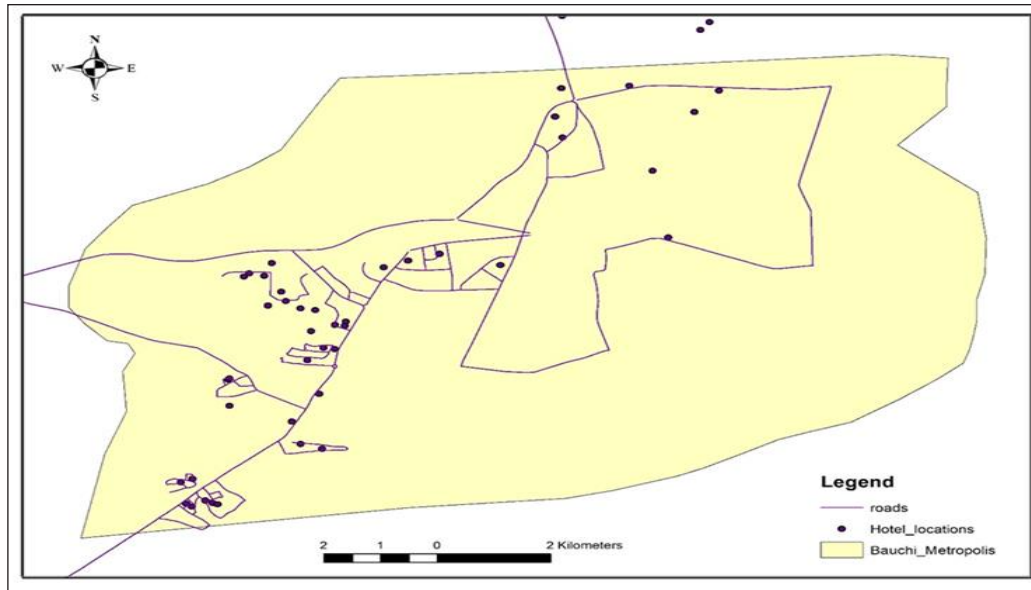 N
W E
S
Legend
roads
Hotel_locations
Bauchi_Metropolis
2 1 0 2 Kilometers